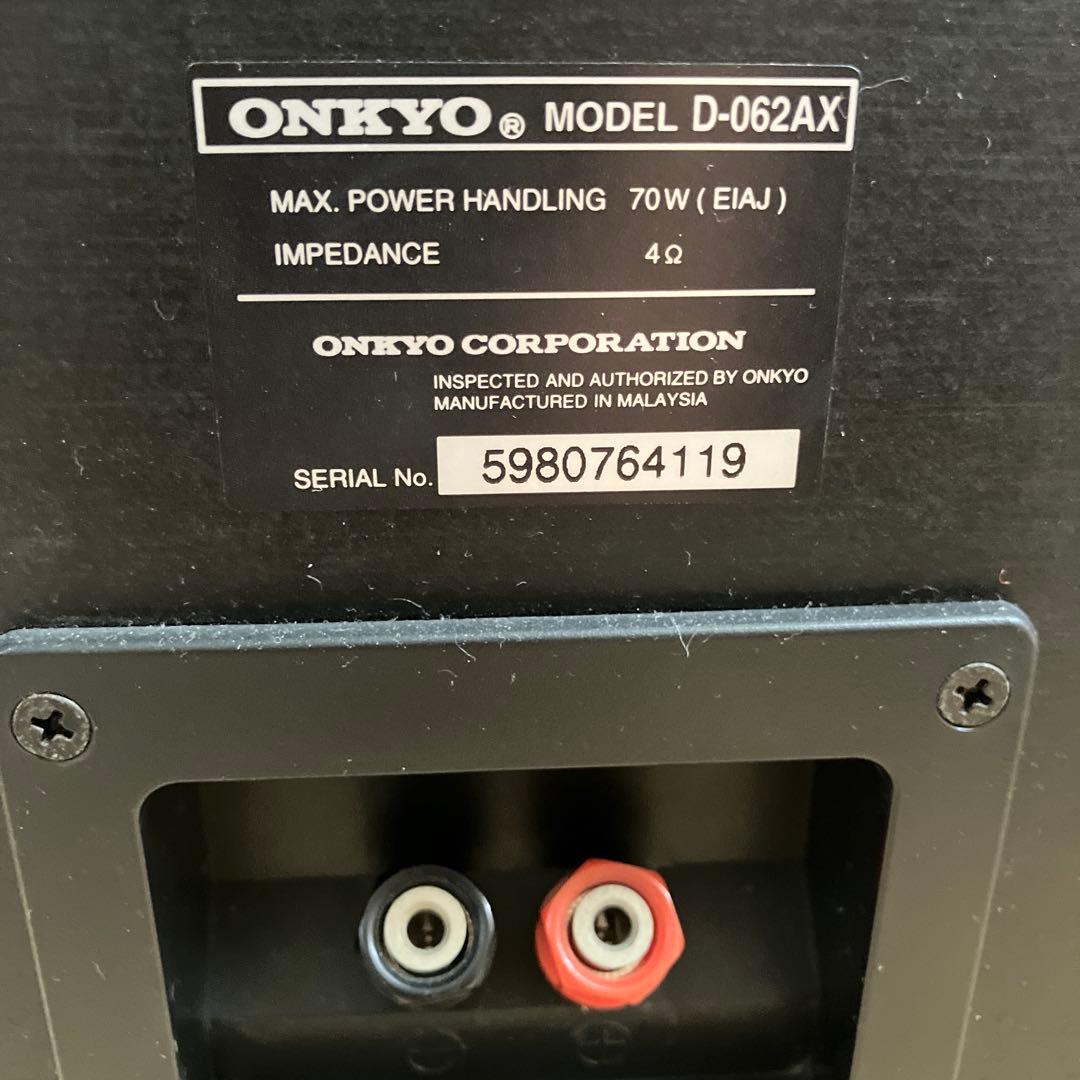 ONKYO® MODEL D-062AX
MAX. POWER HANDLING 70W (EIAJ)
IMPEDANCE 4Ω
ONKYO CORPORATION
INSPECTED AND AUTHORIZED BY ONKYO
MANUFACTURED IN MALAYSIA
SERIAL No. 5980764119